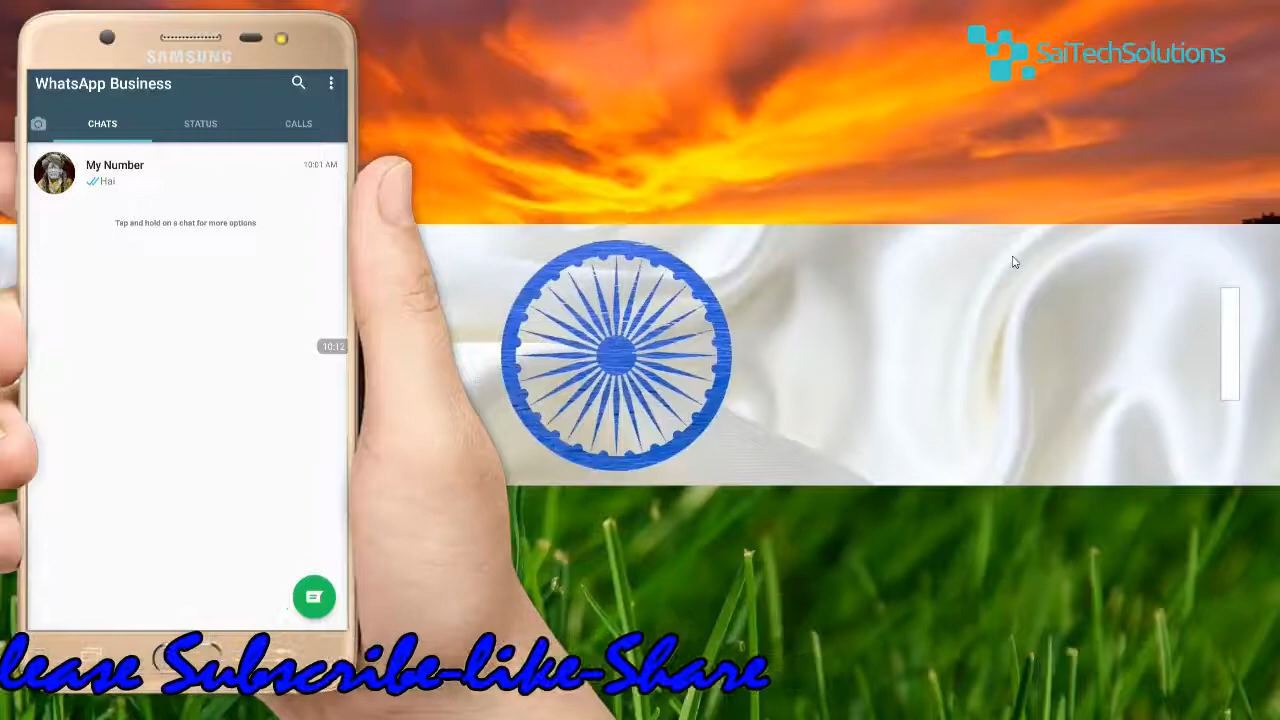 SaiTechSolutions
SAMSUNG
WhatsApp Business
CHATS STATUS CALLS
My Number 10:01 AM
Hai
Tap and hold on a chat for more options
10:12
lease Subscribe-like-Share